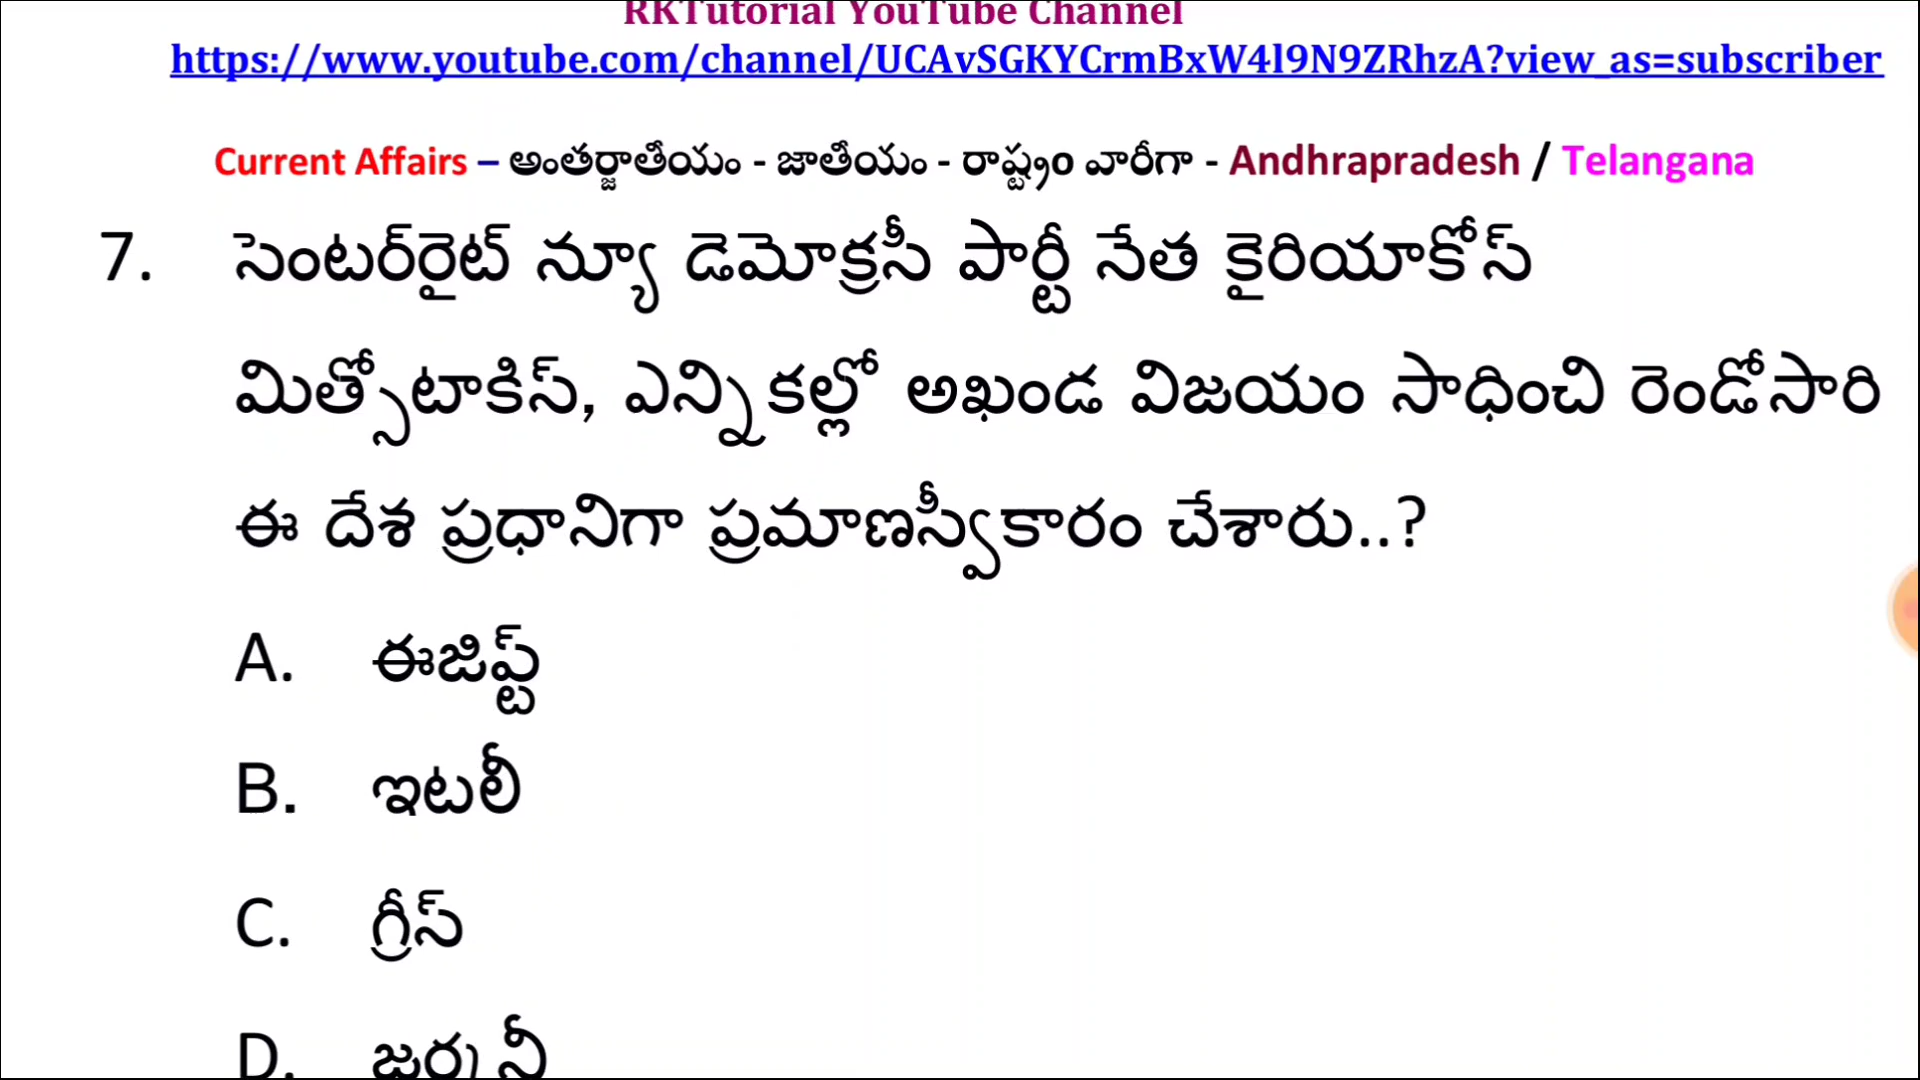 RKTutorial YouTube Channel
https://www.youtube.com/channel/UCAvSGKYCrmBxW4l9N9ZRhzA?view_as=subscriber
Current Affairs – అంతర్జాతీయం - జాతీయం - రాష్ట్రం వారీగా - Andhrapradesh / Telangana
7. సెంటర్‌రైట్ న్యూ డెమోక్రసీ పార్టీ నేత కైరియాకోస్
మిత్సోటాకిస్, ఎన్నికల్లో అఖండ విజయం సాధించి రెండోసారి
ఈ దేశ ప్రధానిగా ప్రమాణస్వీకారం చేశారు..?
A. ఈజిప్ట్
B. ఇటలీ
C. గ్రీస్
D. జర్మనీ